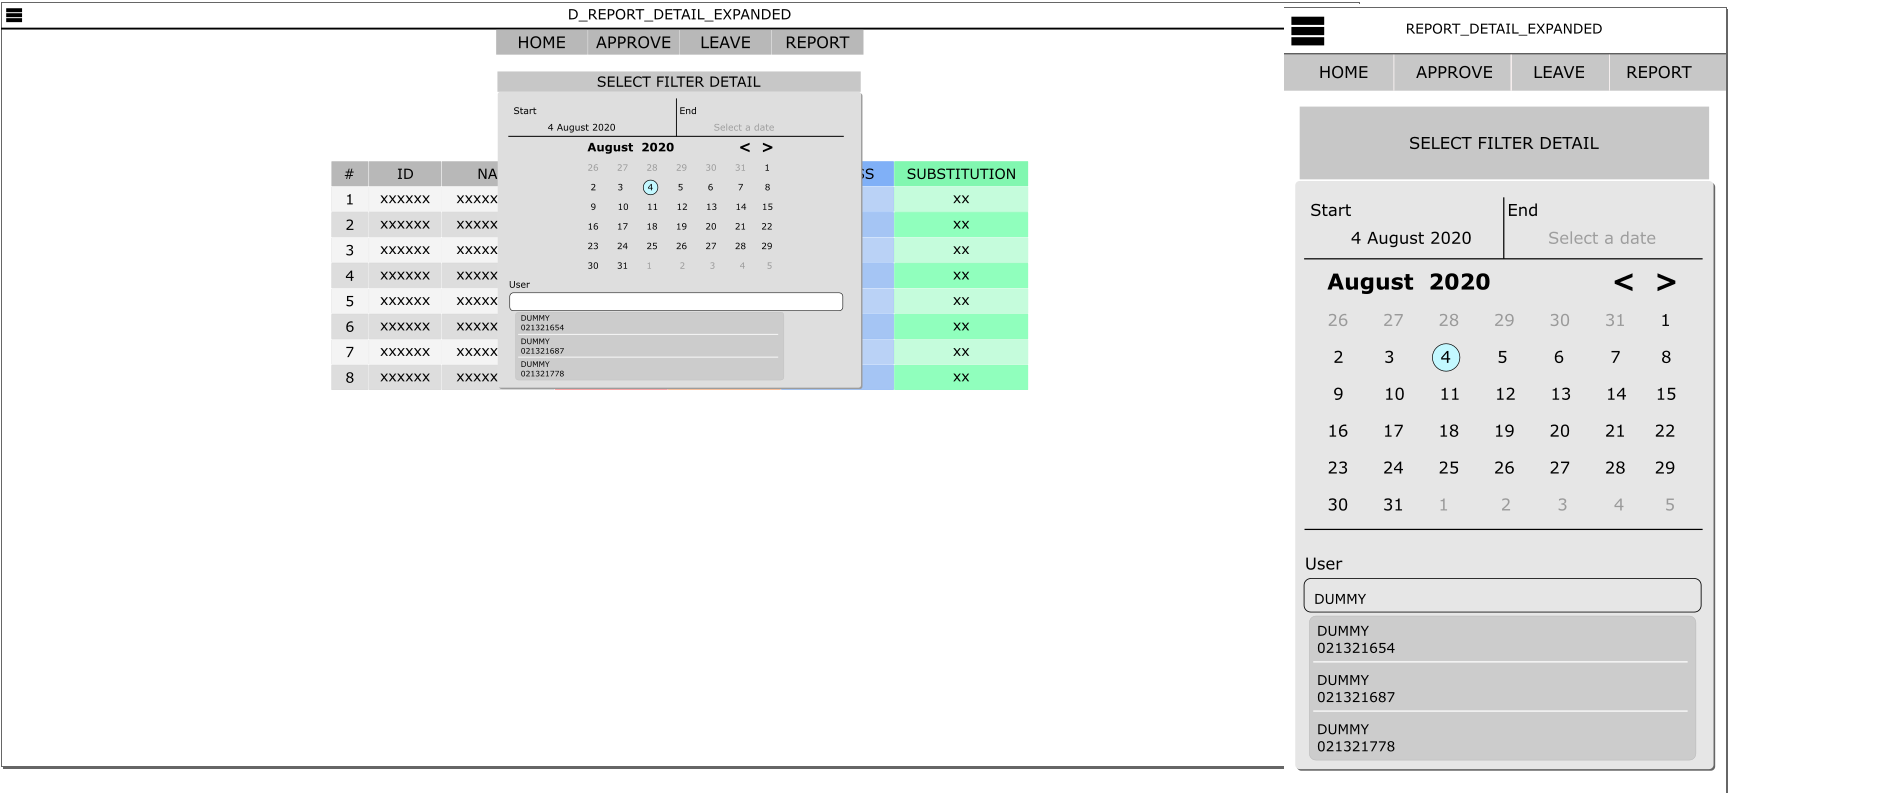 D_REPORT_DETAIL_EXPANDED
HOME APPROVE LEAVE REPORT
SELECT FILTER DETAIL
Start End
4 August 2020 Select a date
August 2020 < >
26 27 28 29 30 31 1
2 3 4 5 6 7 8
9 10 11 12 13 14 15
16 17 18 19 20 21 22
23 24 25 26 27 28 29
30 31 1 2 3 4 5
User
DUMMY
021321654
DUMMY
021321687
DUMMY
021321778
# ID NA SS SUBSTITUTION
1 xxxxxx xxxxx xx
2 xxxxxx xxxxx xx
3 xxxxxx xxxxx xx
4 xxxxxx xxxxx xx
5 xxxxxx xxxxx xx
6 xxxxxx xxxxx xx
7 xxxxxx xxxxx xx
8 xxxxxx xxxxx xx
REPORT_DETAIL_EXPANDED
HOME APPROVE LEAVE REPORT
SELECT FILTER DETAIL
Start End
4 August 2020 Select a date
August 2020 < >
26 27 28 29 30 31 1
2 3 4 5 6 7 8
9 10 11 12 13 14 15
16 17 18 19 20 21 22
23 24 25 26 27 28 29
30 31 1 2 3 4 5
User
DUMMY
DUMMY
021321654
DUMMY
021321687
DUMMY
021321778